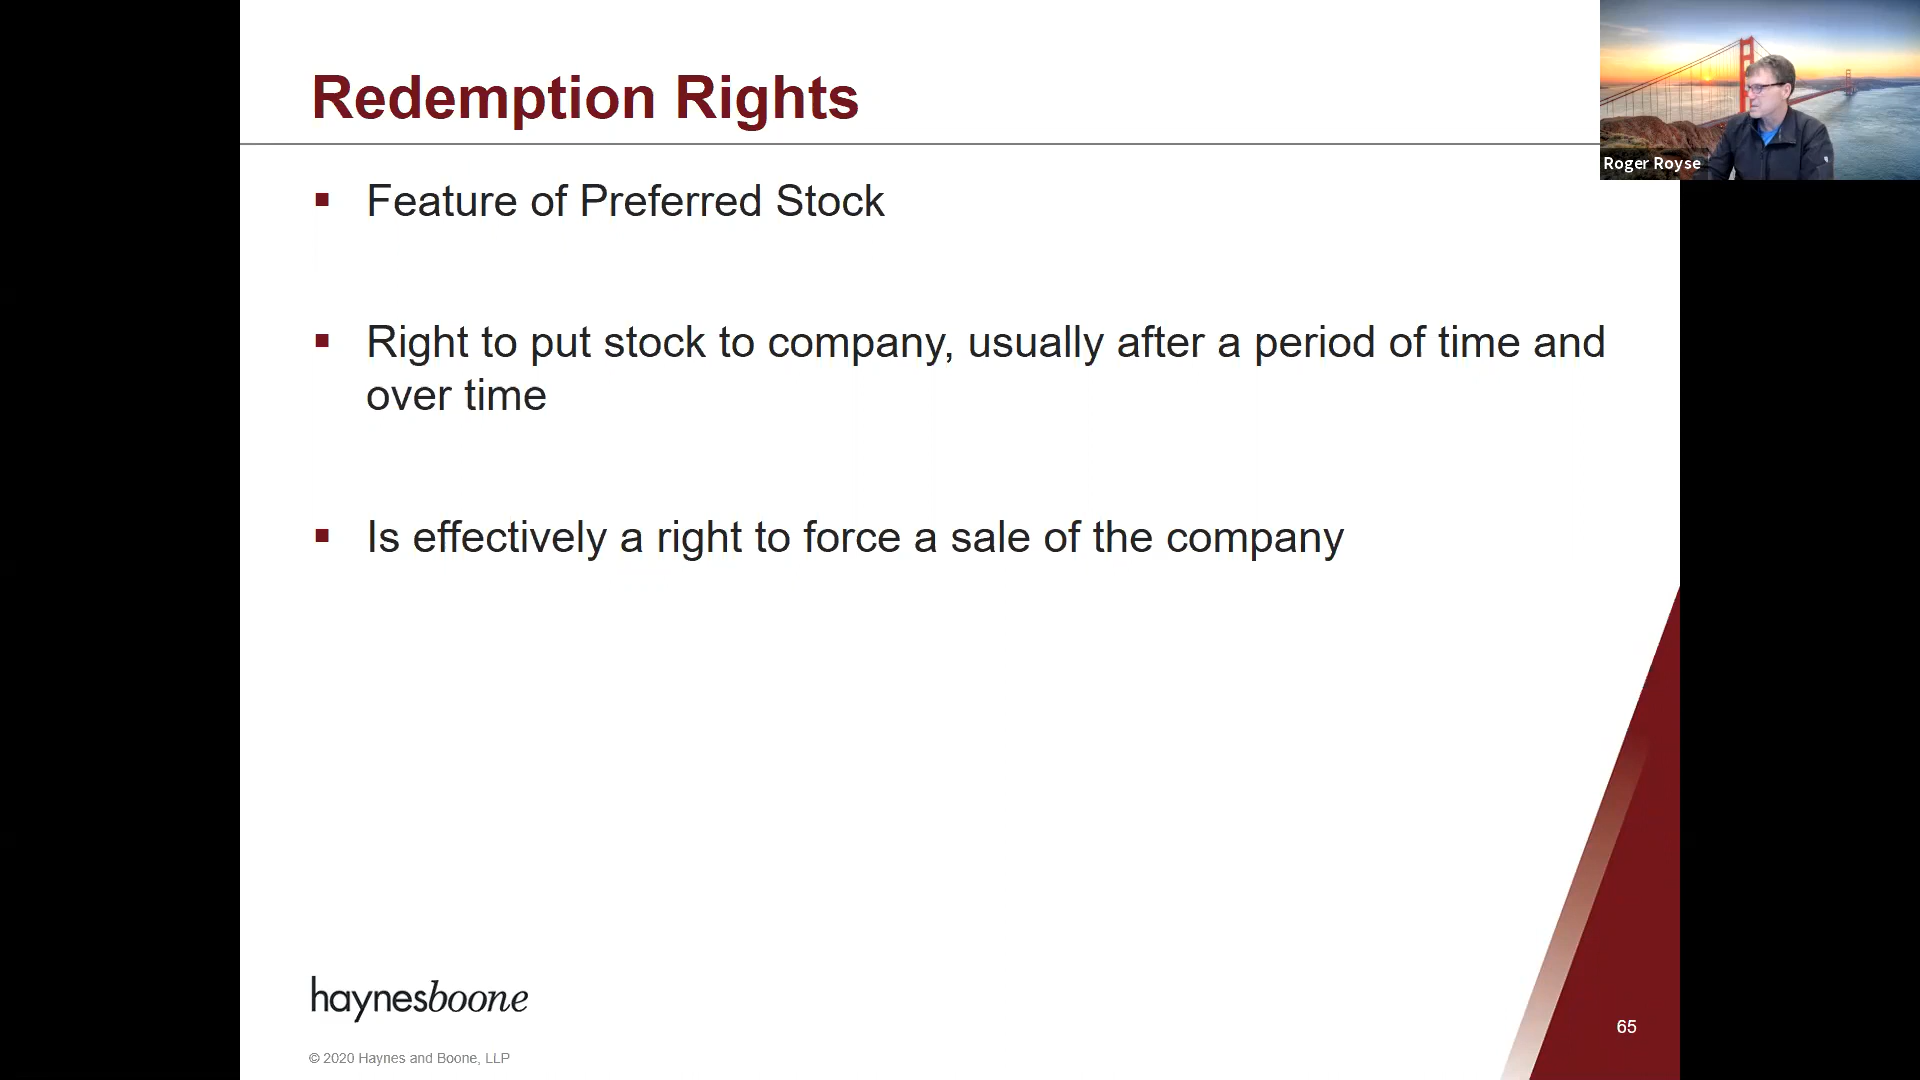 Redemption Rights
Roger Royse
▪ Feature of Preferred Stock
▪ Right to put stock to company, usually after a period of time and
over time
▪ Is effectively a right to force a sale of the company
haynesboone
65
© 2020 Haynes and Boone, LLP